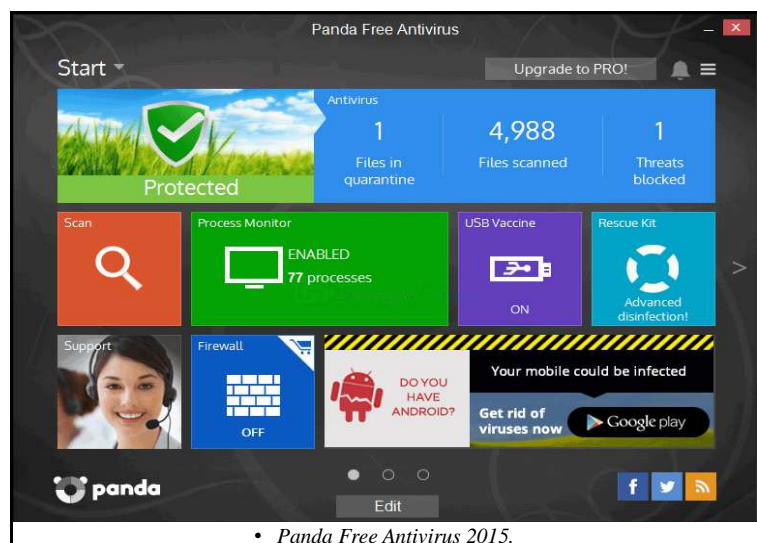 Panda Free Antivirus
Start
Upgrade to PRO!
Antivirus
1
Files in
quarantine
4,988
Files scanned
1
Threats
blocked
Protected
Scan
Process Monitor
ENABLED
77 processes
USB Vaccine
ON
Rescue Kit
Advanced
disinfection!
>
Support
Firewall
OFF
DO YOU
HAVE
ANDROID?
Your mobile could be infected
Get rid of
viruses now
Google play
panda
Edit
f
• Panda Free Antivirus 2015.